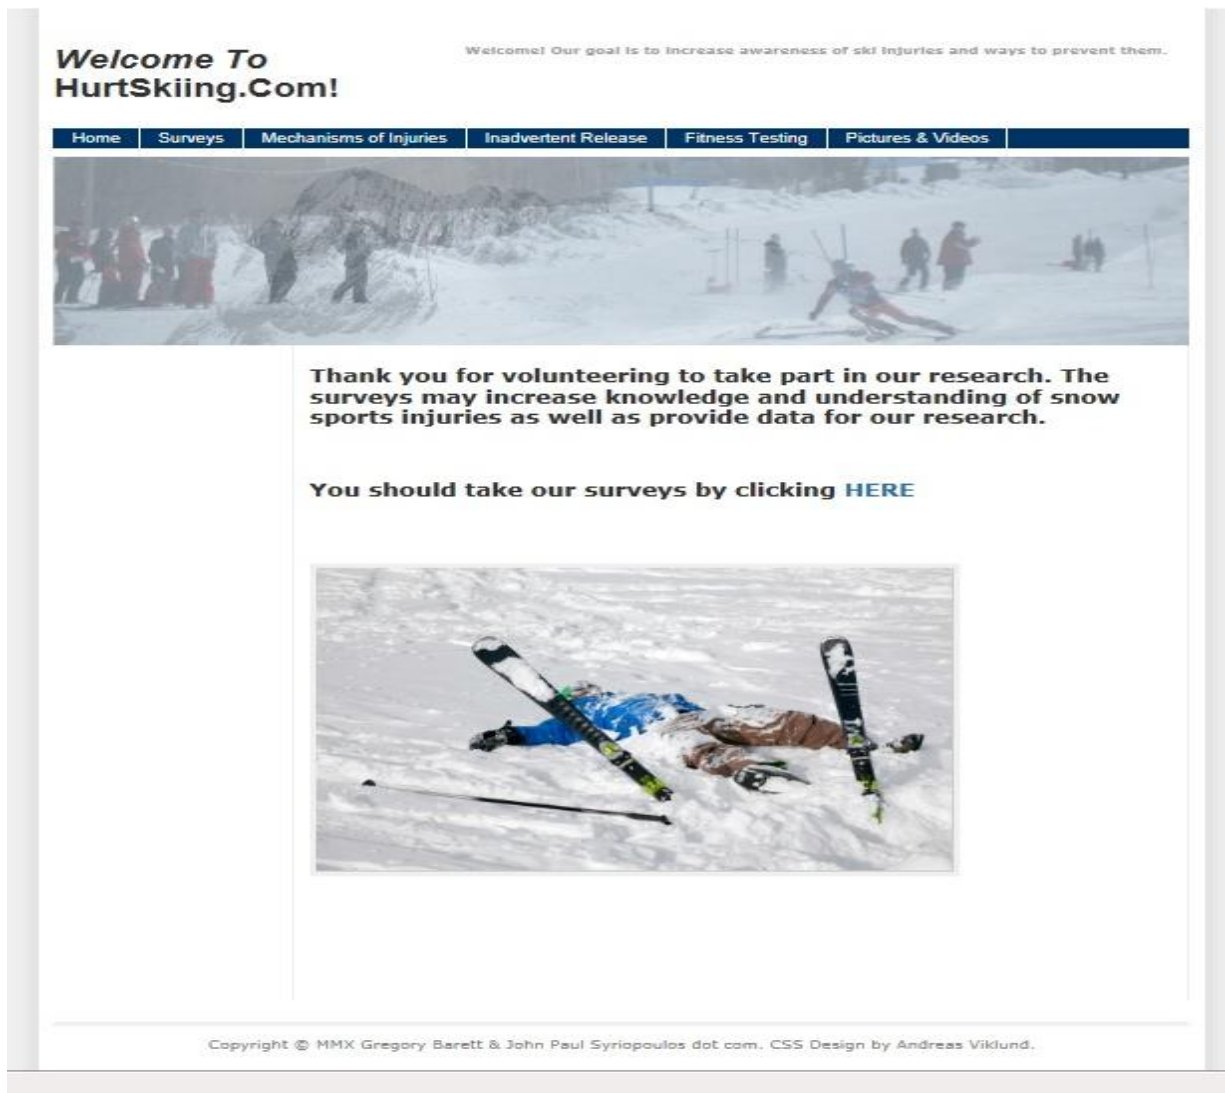 Welcome To
HurtSkiing.Com!
Welcome! Our goal is to increase awareness of ski injuries and ways to prevent them.
Home Surveys Mechanisms of Injuries Inadvertent Release Fitness Testing Pictures & Videos
Thank you for volunteering to take part in our research. The
surveys may increase knowledge and understanding of snow
sports injuries as well as provide data for our research.
You should take our surveys by clicking HERE
Copyright © MMX Gregory Barett & John Paul Syriopoulos dot com. CSS Design by Andreas Viklund.